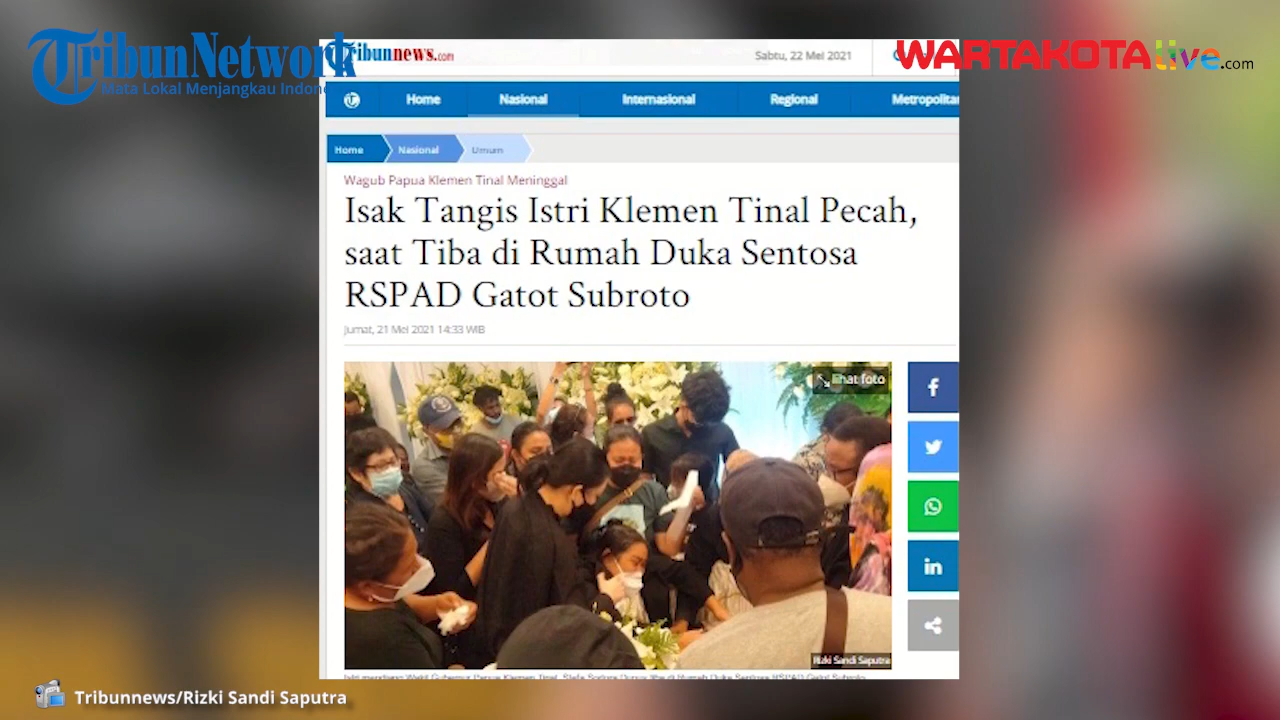 TribunNetwork
Mata Lokal Menjangkau Indone
WARTAKOTAlive.com
Tribunnews.com
Sabtu, 22 Mei 2021
Home Nasional Internasional Regional Metropolitan
Home Nasional Umum
Wagub Papua Klemen Tinal Meninggal
Isak Tangis Istri Klemen Tinal Pecah,
saat Tiba di Rumah Duka Sentosa
RSPAD Gatot Subroto
Jumat, 21 Mei 2021 14:33 WIB
lihat foto
f
in
Rizki Sandi Saputra
Tribunnews/Rizki Sandi Saputra